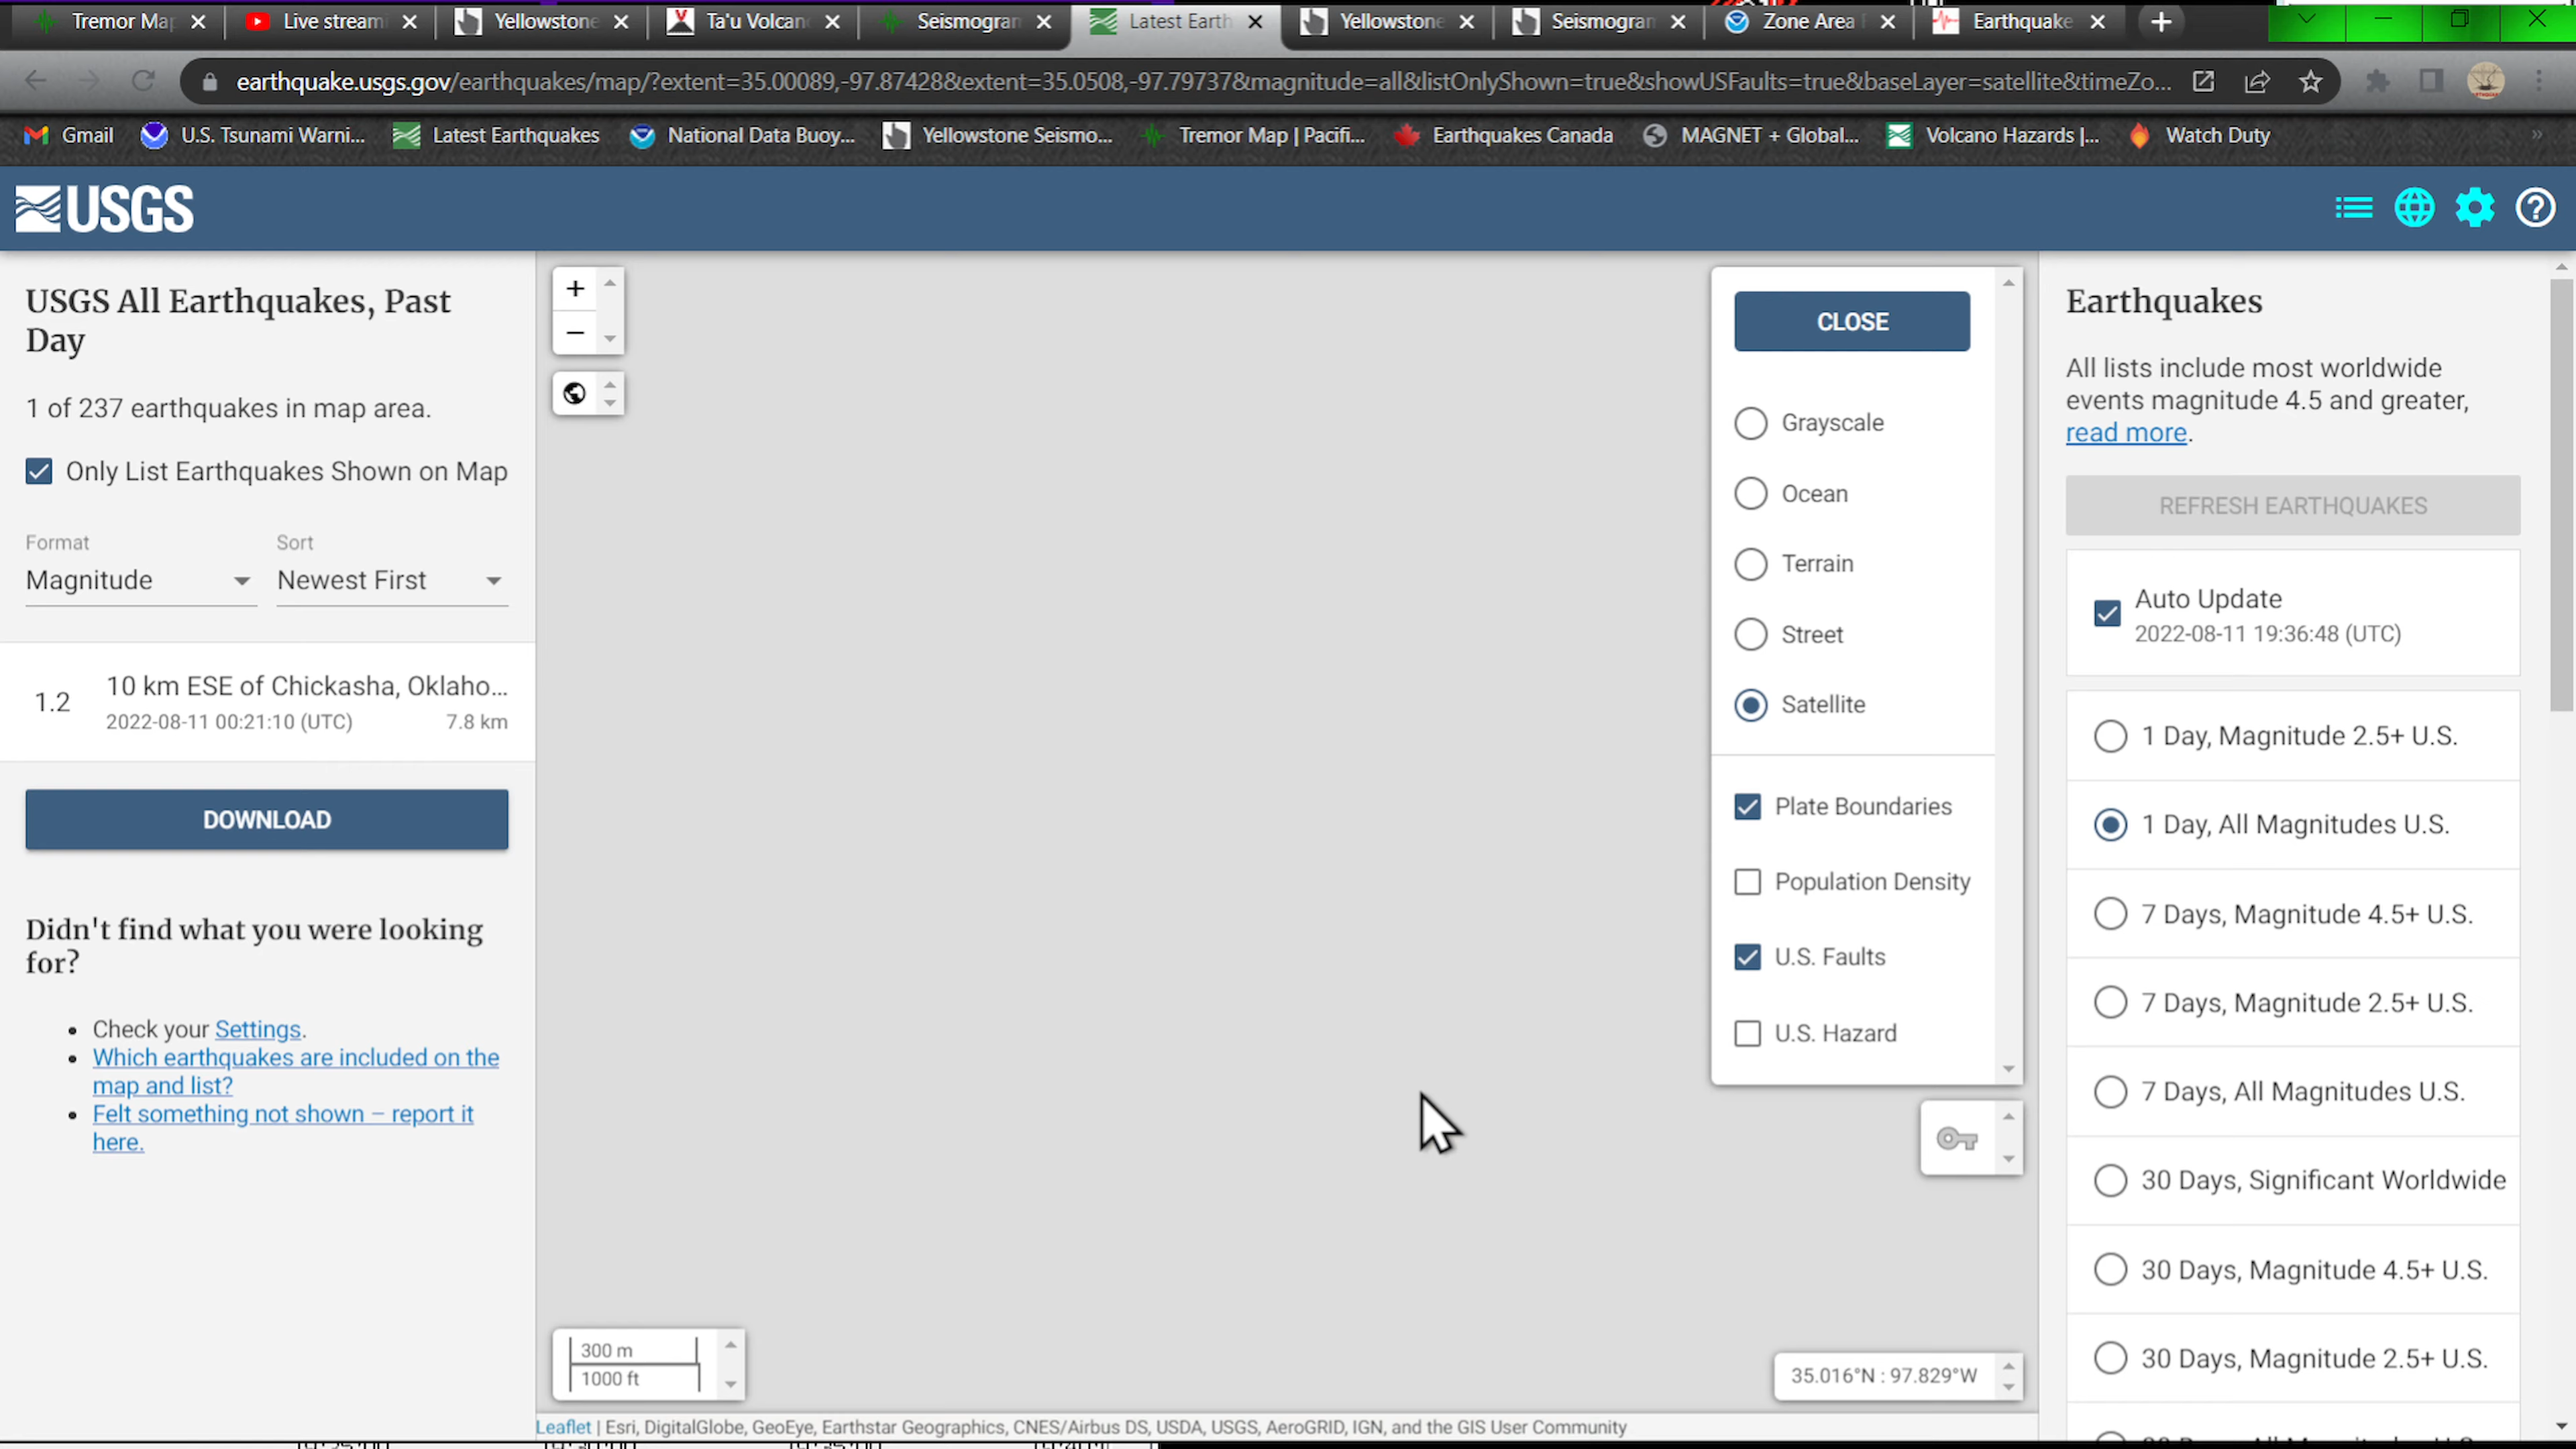 Tremor Map
Live streami
Yellowstone
Ta'u Volcan
Seismogram
Latest Earth
Yellowstone
Seismogram
Zone Area F
Earthquake
earthquake.usgs.gov/earthquakes/map/?extent=35.00089,-97.87428&extent=35.0508,-97.79737&magnitude=all&listOnlyShown=true&showUSFaults=true&baseLayer=satellite&timeZo...
Gmail
U.S. Tsunami Warni...
Latest Earthquakes
National Data Buoy...
Yellowstone Seismo...
Tremor Map | Pacifi...
Earthquakes Canada
MAGNET + Global...
Volcano Hazards |...
Watch Duty
»
USGS
USGS All Earthquakes, Past
Day
1 of 237 earthquakes in map area.
Only List Earthquakes Shown on Map
Format
Sort
Magnitude
Newest First
1.2
10 km ESE of Chickasha, Oklaho...
2022-08-11 00:21:10 (UTC)
7.8 km
DOWNLOAD
Didn't find what you were looking
for?
• Check your Settings.
• Which earthquakes are included on the
map and list?
• Felt something not shown – report it
here.
+
−
300 m
1000 ft
CLOSE
Grayscale
Ocean
Terrain
Street
Satellite
Plate Boundaries
Population Density
U.S. Faults
U.S. Hazard
35.016°N : 97.829°W
Leaflet | Esri, DigitalGlobe, GeoEye, Earthstar Geographics, CNES/Airbus DS, USDA, USGS, AeroGRID, IGN, and the GIS User Community
Earthquakes
All lists include most worldwide
events magnitude 4.5 and greater,
read more.
REFRESH EARTHQUAKES
Auto Update
2022-08-11 19:36:48 (UTC)
1 Day, Magnitude 2.5+ U.S.
1 Day, All Magnitudes U.S.
7 Days, Magnitude 4.5+ U.S.
7 Days, Magnitude 2.5+ U.S.
7 Days, All Magnitudes U.S.
30 Days, Significant Worldwide
30 Days, Magnitude 4.5+ U.S.
30 Days, Magnitude 2.5+ U.S.